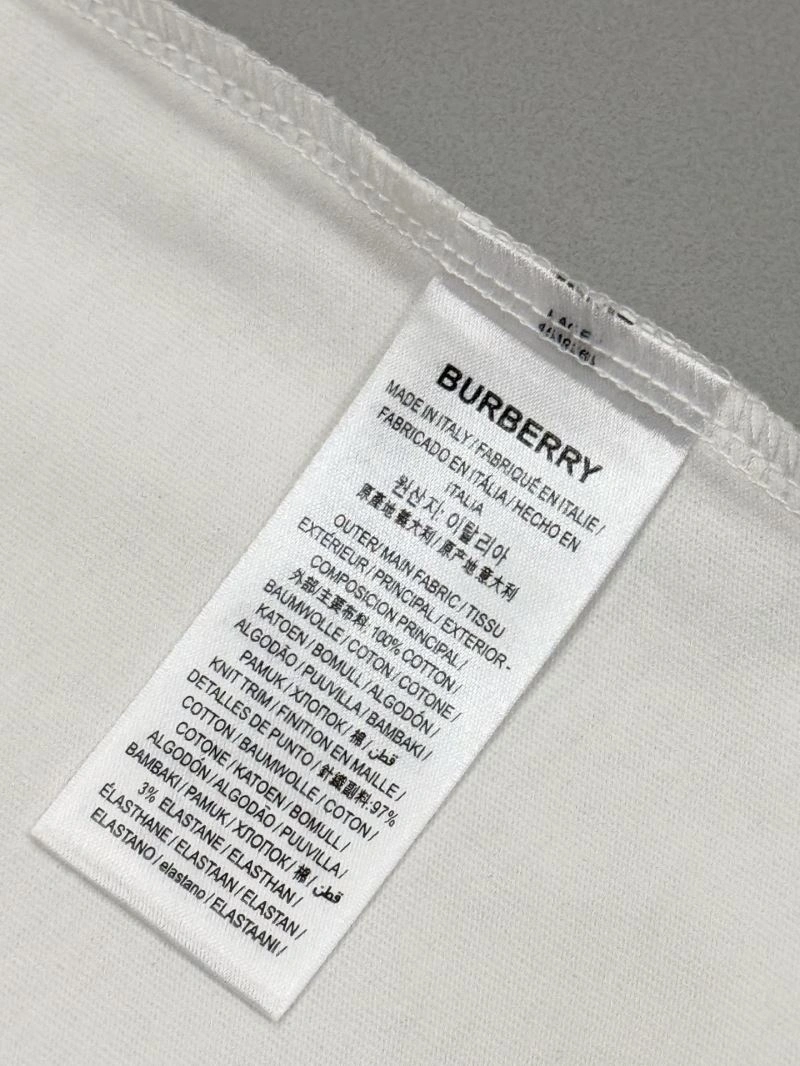 BURBERRY
MADE IN ITALY / FABRIQUÉ EN ITALIE /
FABRICADO EN ITÁLIA / HECHO EN
ITALIA
원산지: 이탈리아
原產地意大利 / 原产地意大利
OUTER/ MAIN FABRIC / TISSU
EXTÉRIEUR / PRINCIPAL / EXTERIOR -
COMPOSICION PRINCIPAL /
外部/主要布料: 100% COTTON /
BAUMWOLLE / COTON / COTONE /
KATOEN / BOMULL / ALGODÓN /
ALGODÃO / PUUVILLA / BAMBAKI /
PAMUK / ХЛОПОК / 棉 / قطن
KNIT TRIM / FINITION EN MAILLE /
DETALLES DE PUNTO / 針織副料: 97%
COTTON / BAUMWOLLE / COTON /
COTONE / KATOEN / BOMULL /
ALGODÓN / ALGODÃO / PUUVILLA /
BAMBAKI / PAMUK / ХЛОПОК / 棉 / قطن
3% ELASTANE / ELASTHAN /
ÉLASTHANE / ELASTAAN / ELASTAN /
ELASTANO / elastano / ELASTAANI /